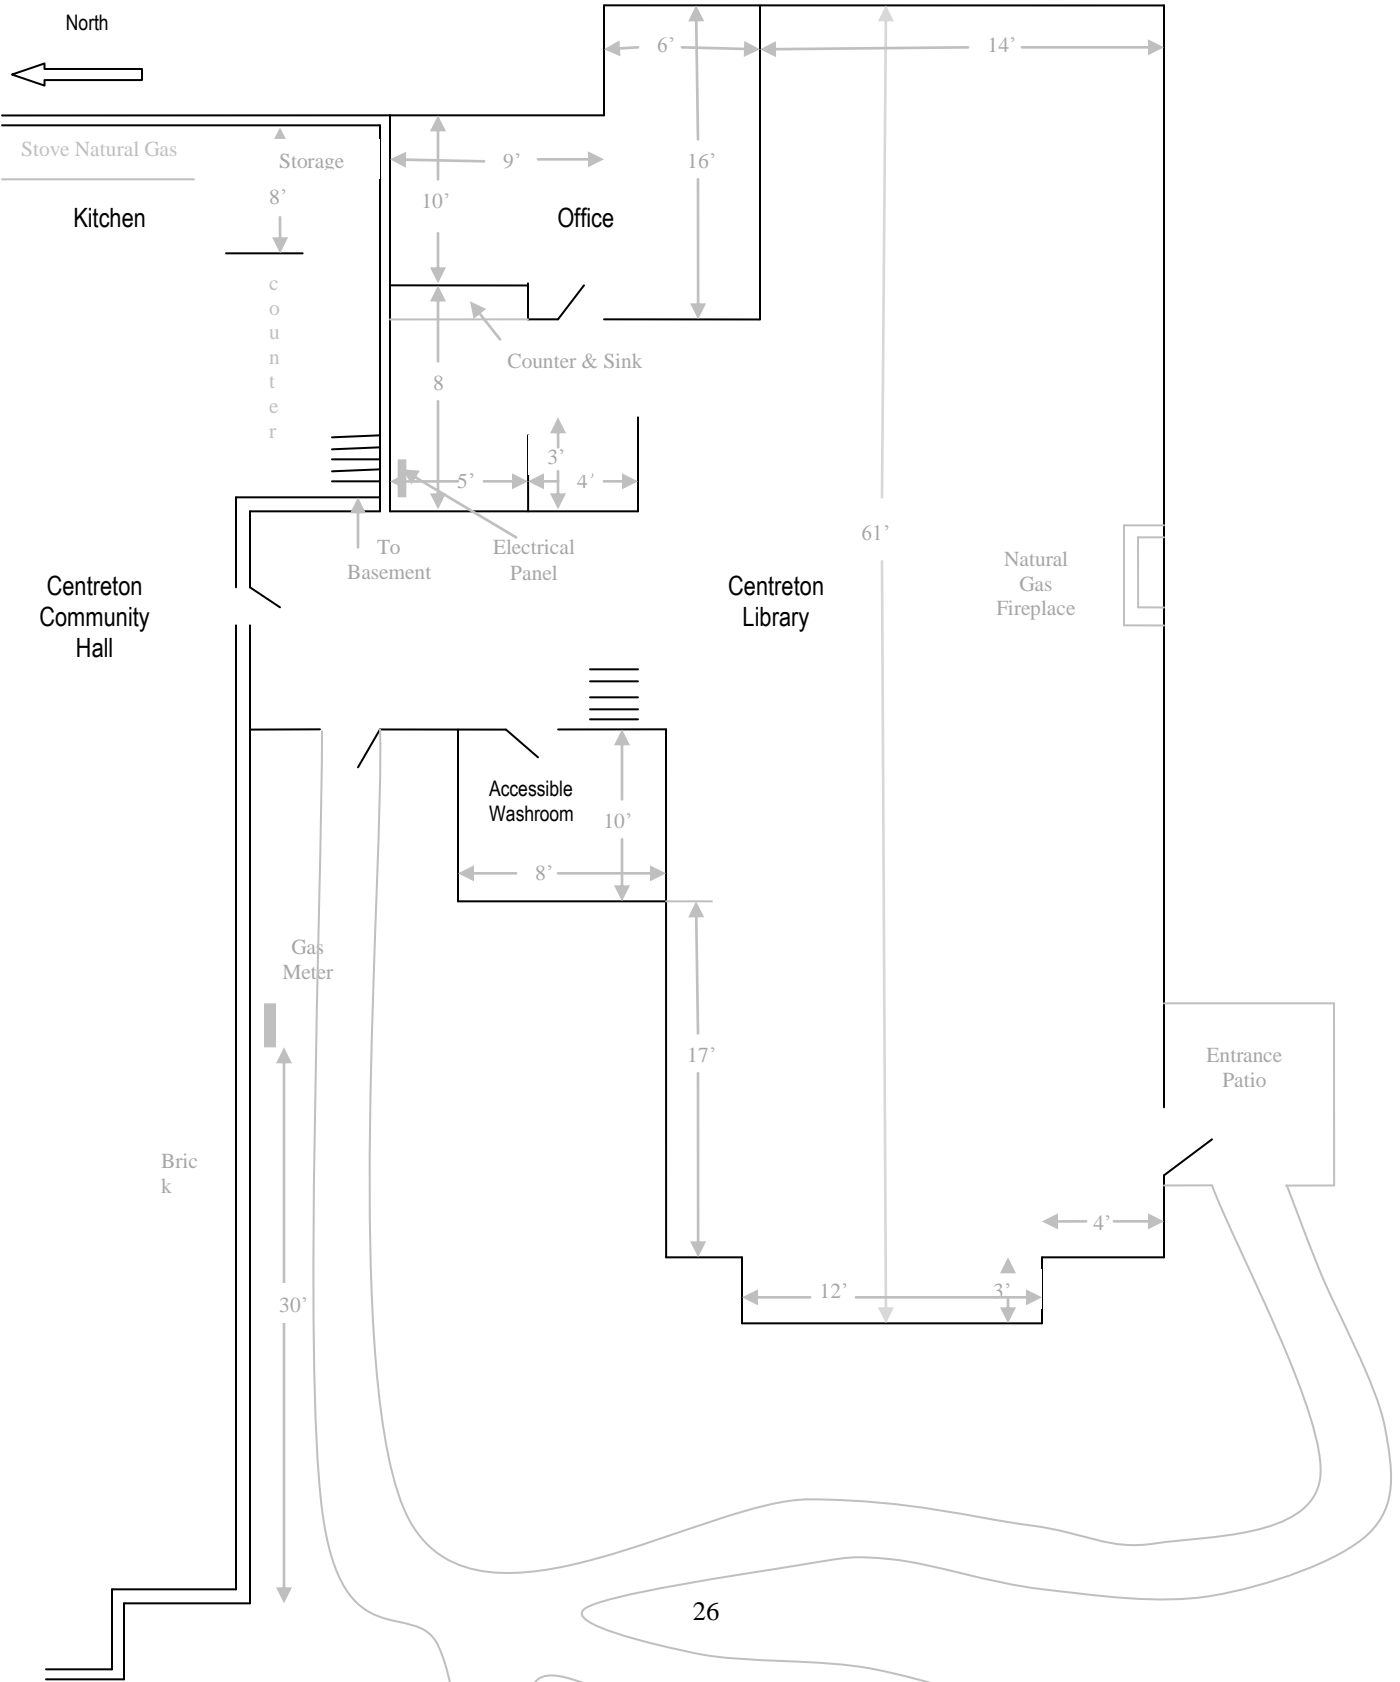 North
6’
14’
Stove Natural Gas
Storage
9’
16’
8’
10’
Kitchen
Office
c
o
u
n
t
e
r
Counter & Sink
8
3’
5’
4’
61’
To
Basement
Electrical
Panel
Natural
Gas
Fireplace
Centreton
Community
Hall
Centreton
Library
Accessible
Washroom
10’
8’
Gas
Meter
17’
Entrance
Patio
Bric
k
4’
12’
3’
30’
26